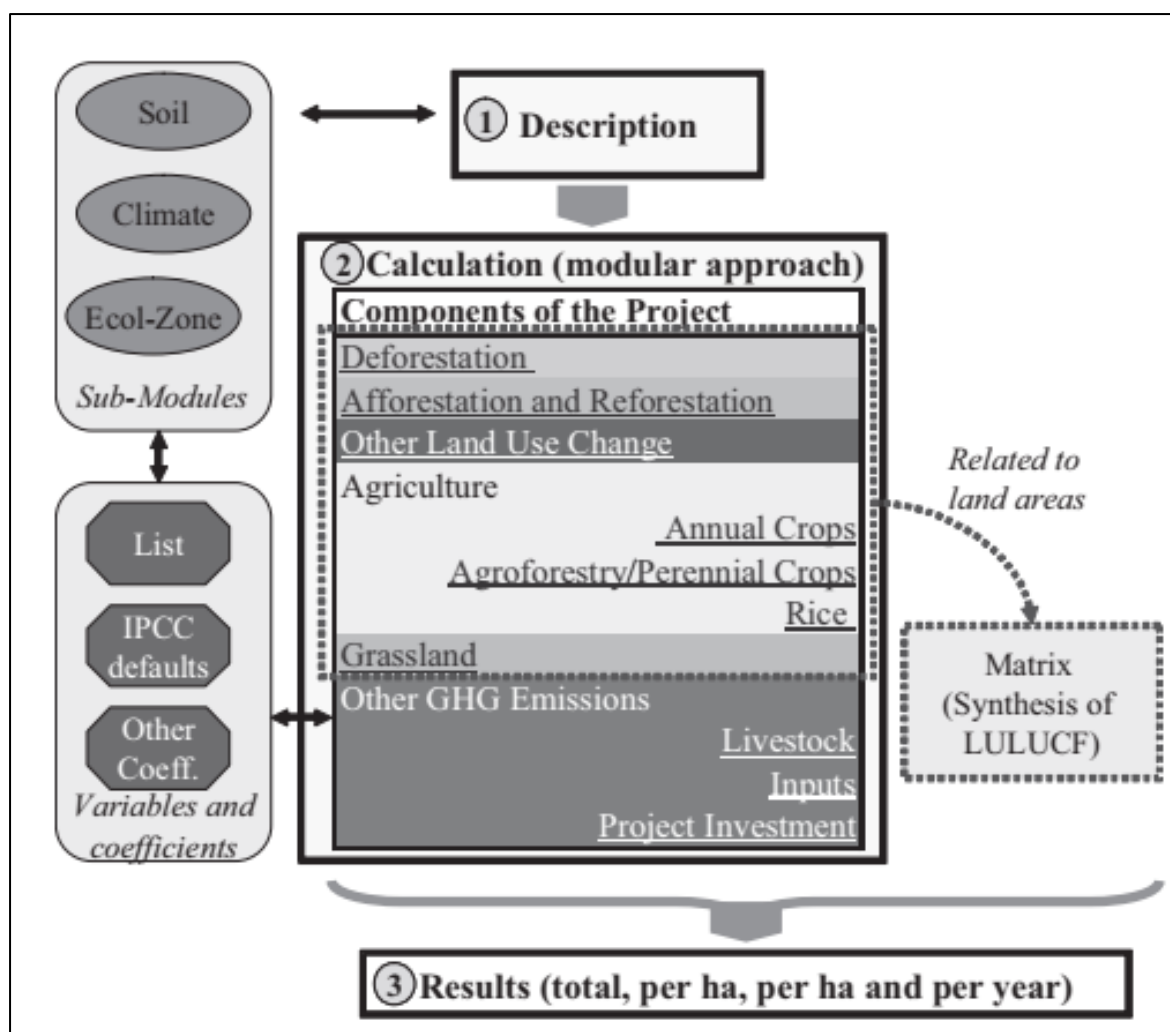 Soil
Climate
Ecol-Zone
Sub-Modules
1 Description
2 Calculation (modular approach)
Components of the Project
Deforestation
Afforestation and Reforestation
Other Land Use Change
Agriculture
Annual Crops
Agroforestry/Perennial Crops
Rice
Grassland
Other GHG Emissions
Livestock
Inputs
Project Investment
List
IPCC
defaults
Other
Coeff.
Variables and
coefficients
Related to
land areas
Matrix
(Synthesis of
LULUCF)
3 Results (total, per ha, per ha and per year)